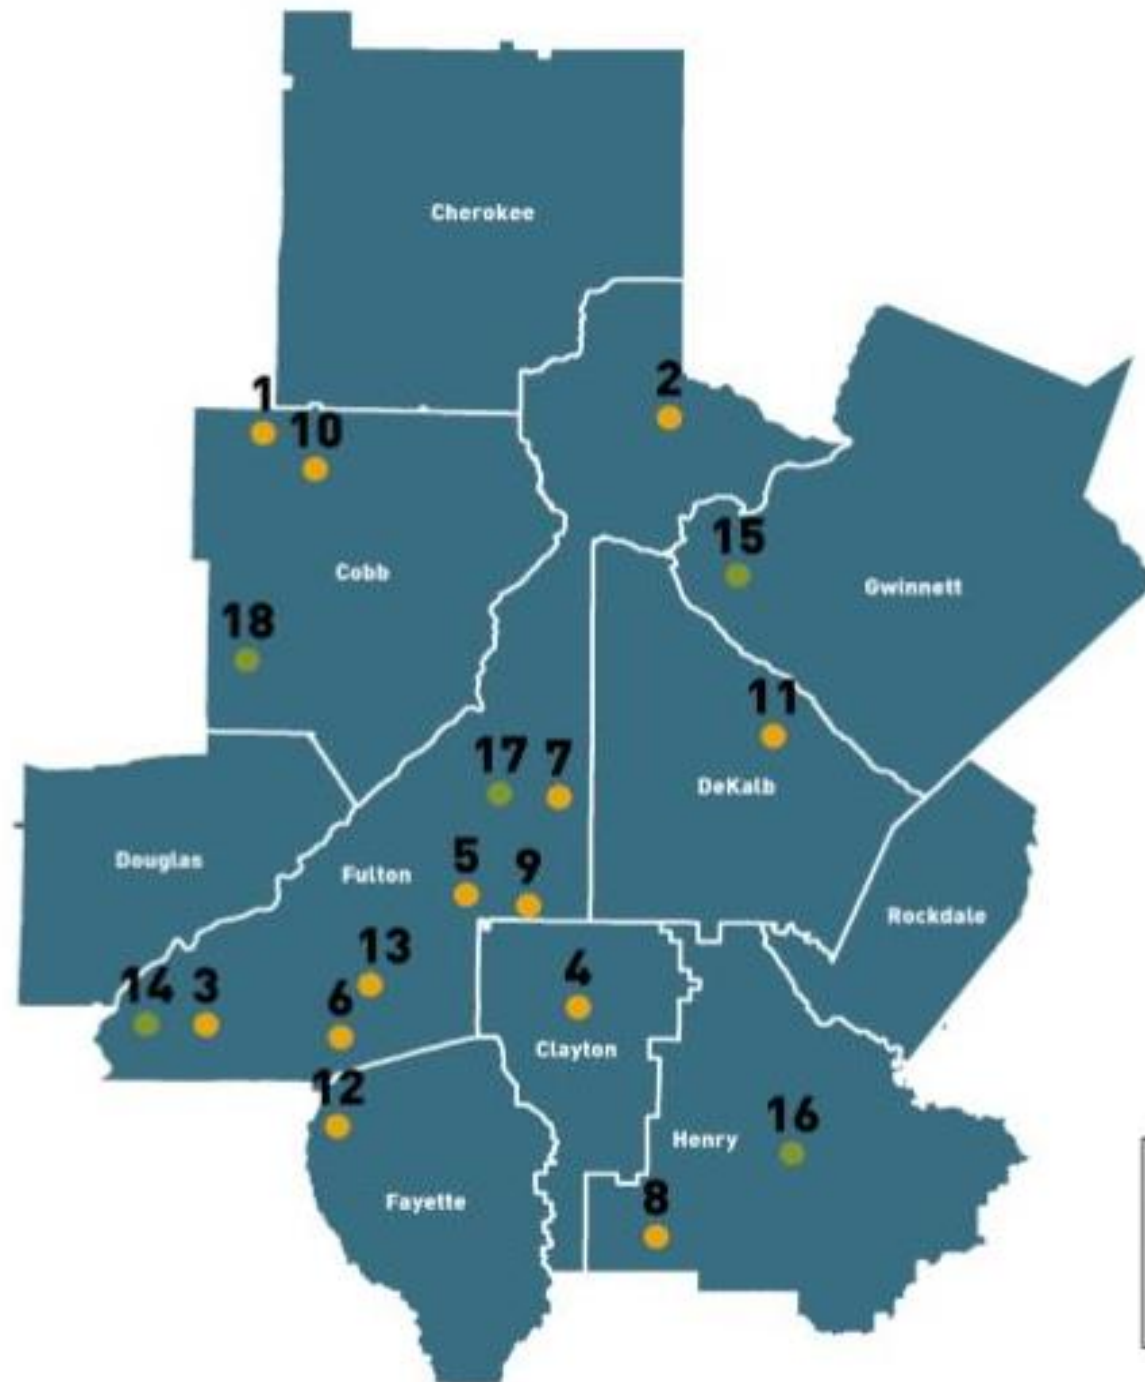 Cherokee
2
1
10
15
Cobb
Gwinnett
18
11
17
7
DeKalb
Douglas
5
9
Fulton
Rockdale
13
4
14
3
6
Clayton
12
16
Henry
8
Fayette